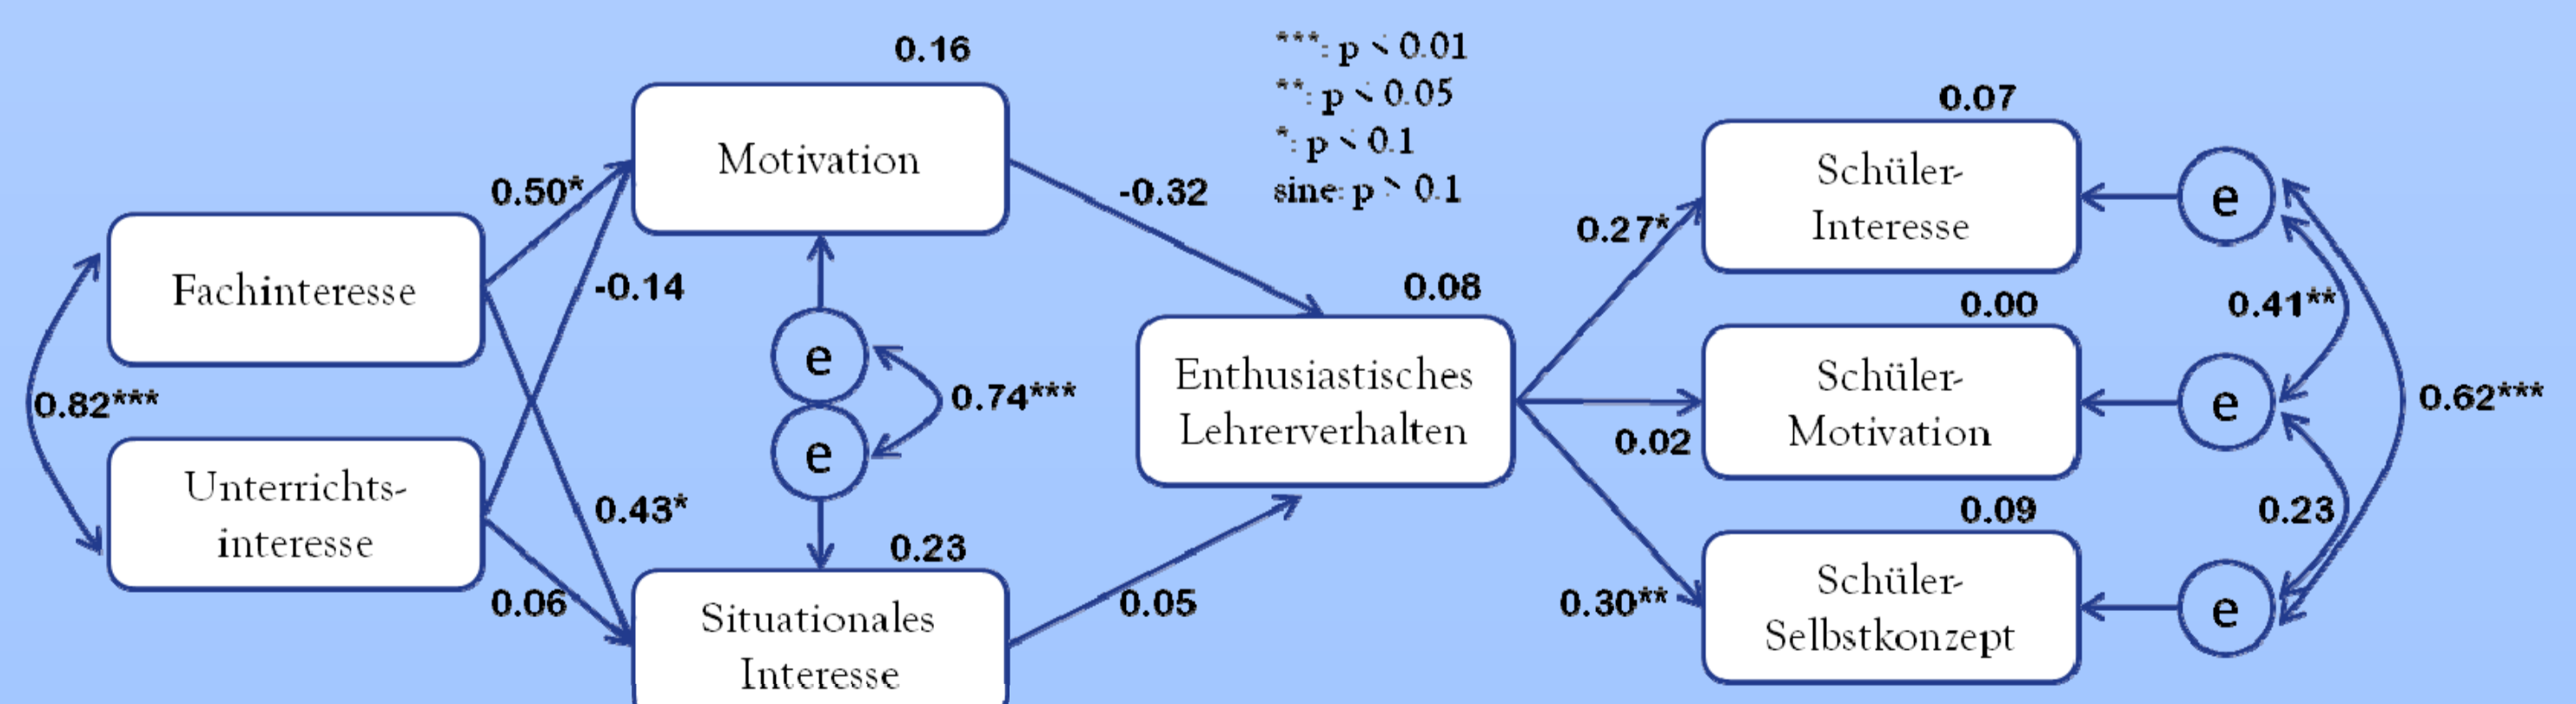 0.16
***: p < 0.01
**: p < 0.05
*: p < 0.1
sine: p > 0.1
Motivation
0.50*
-0.32
-0.14
Fachinteresse
0.82***
Unterrichts-
interesse
0.43*
0.06
e
e
0.74***
0.23
Situationales
Interesse
0.05
0.08
Enthusiastisches
Lehrerverhalten
0.27*
0.02
0.30**
0.07
Schüler-
Interesse
e
0.00
0.41**
Schüler-
Motivation
e
0.62***
0.09
0.23
Schüler-
Selbstkonzept
e